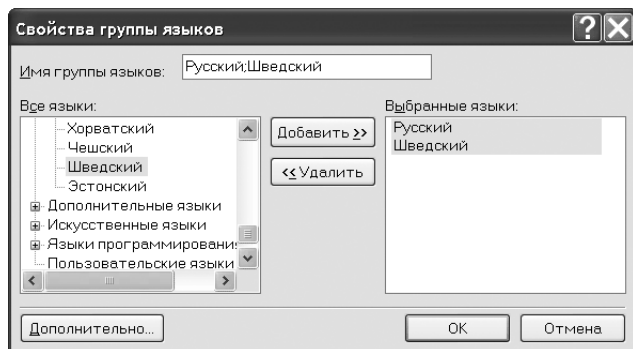 Свойства группы языков
Имя группы языков: Русский;Шведский
Все языки:
Хорватский
Чешский
Шведский
Эстонский
Дополнительные языки
Искусственные языки
Языки программировани
Пользовательские языки
Добавить >>
<< Удалить
Выбранные языки:
Русский
Шведский
Дополнительно...
OK
Отмена